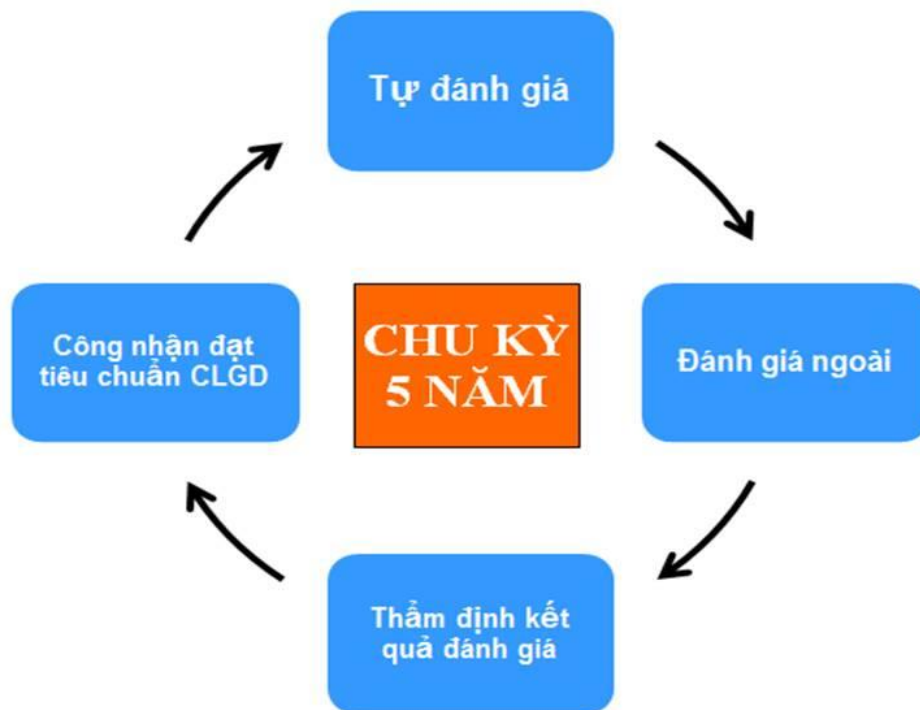 Tự đánh giá
Đánh giá ngoài
Thẩm định kết
quả đánh giá
Công nhận đạt
tiêu chuẩn CLGD
CHU KỲ
5 NĂM